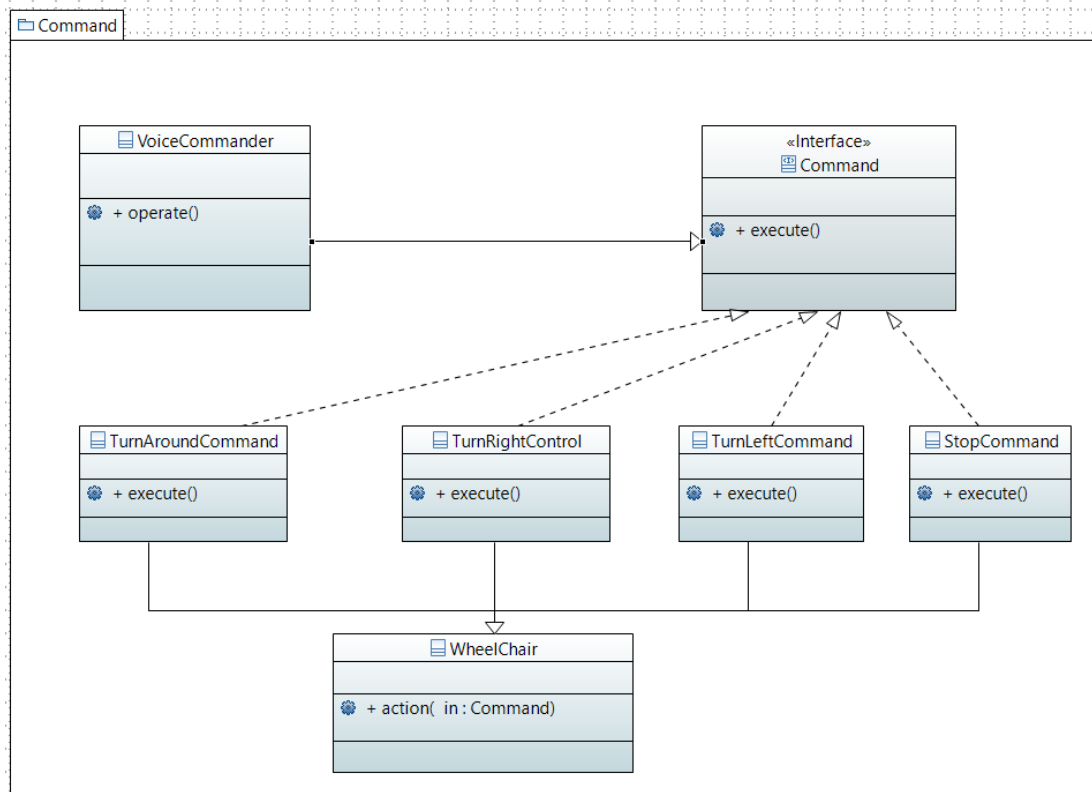 Command
VoiceCommander
+ operate()
«Interface»
Command
+ execute()
TurnAroundCommand
+ execute()
TurnRightControl
+ execute()
TurnLeftCommand
+ execute()
StopCommand
+ execute()
WheelChair
+ action( in : Command)